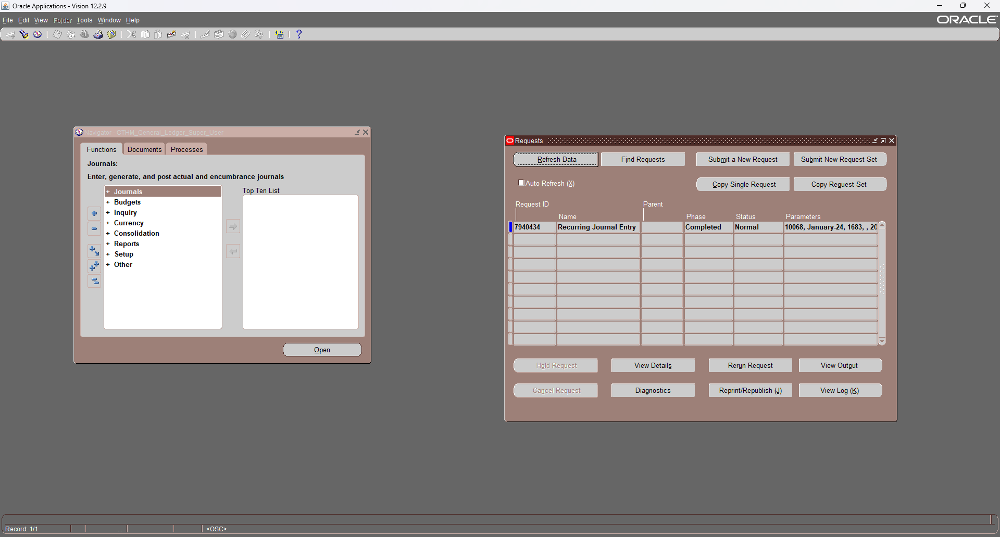 Oracle Applications - Vision 12.2.9
File Edit View Folder Tools Window Help
ORACLE
Navigator - CTHM_General_Ledger_Super_User
Functions Documents Processes
Journals:
Enter, generate, and post actual and encumbrance journals
Top Ten List
+ Journals
+ Budgets
+ Inquiry
+ Currency
+ Consolidation
+ Reports
+ Setup
+ Other
Open
Requests
Refresh Data Find Requests Submit a New Request Submit New Request Set
Auto Refresh (X) Copy Single Request Copy Request Set
Request ID Parent
Name Phase Status Parameters
7940434 Recurring Journal Entry Completed Normal 10068, January-24, 1683, , 20
Hold Request View Details Rerun Request View Output
Cancel Request Diagnostics Reprint/Republish (J) View Log (K)
Record: 1/1 ... <OSC>